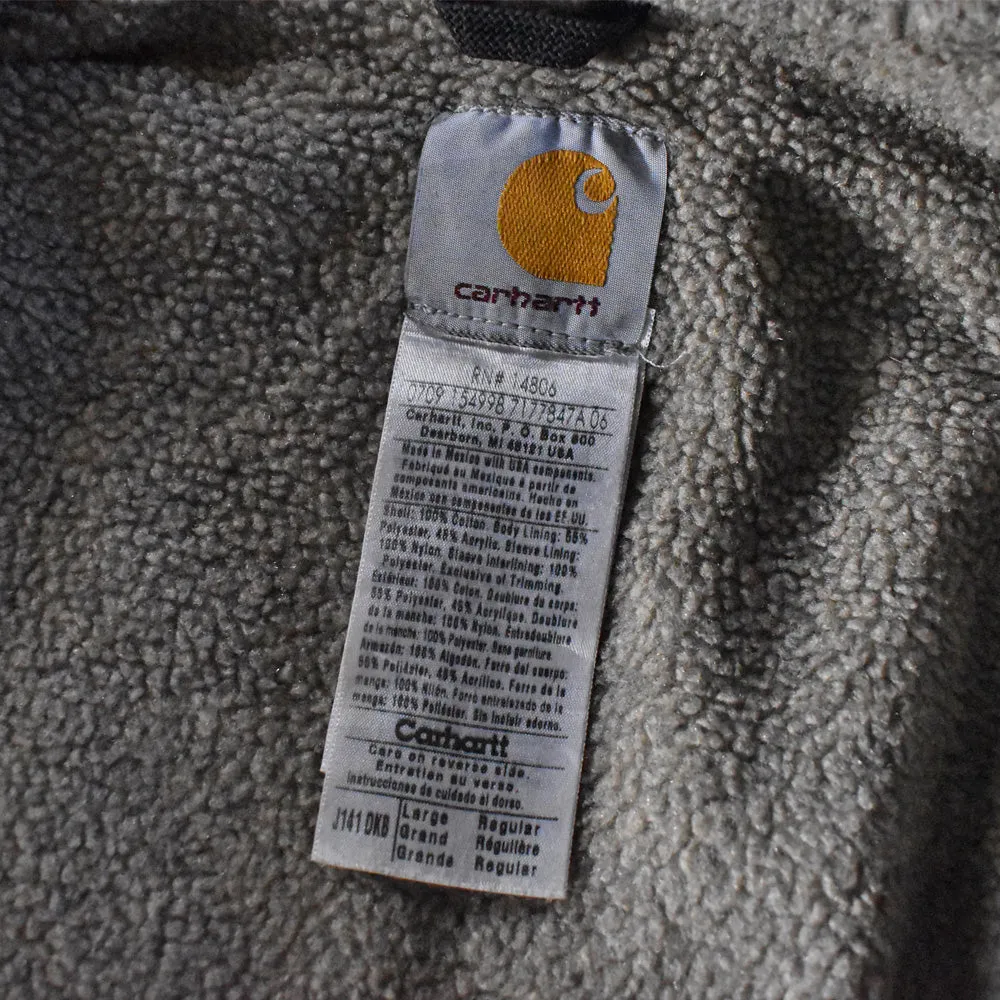 carhartt
RN# 14806
0709 154998 7177847A 06
Carhartt, Inc. P. O. Box 600
Dearborn, MI 48121 USA
Made in Mexico with USA components.
Fabriqué au Mexique à partir de
composants americains. Hecho en
México con componentes de los EF UU.
Shell: 100% Cotton. Body Lining: 55%
Polyester, 45% Acrylic. Sleeve Lining:
100% Nylon. Sleeve Interlining: 100%
Polyester. Exclusive of Trimming.
Extérieur: 100% Coton. Doublure du corps:
55% Polyester, 45% Acrylique. Doublure
de la manche: 100% Nylon. Entredoublure
de la manche: 100% Polyester. Sans garniture.
Armazón: 100% Algodón. Forro del cuerpo:
55% Poliéster, 45% Acrílico. Forro de la
manga: 100% Nilón. Forro entrelazado de la
manga: 100% Poliéster. Sin incluir adorno.
Carhartt
Care on reverse side.
Entretien au verso.
Instrucciones de cuidado al dorso.
J141 DKB
Large Regular
Grand Régulière
Grande Regular